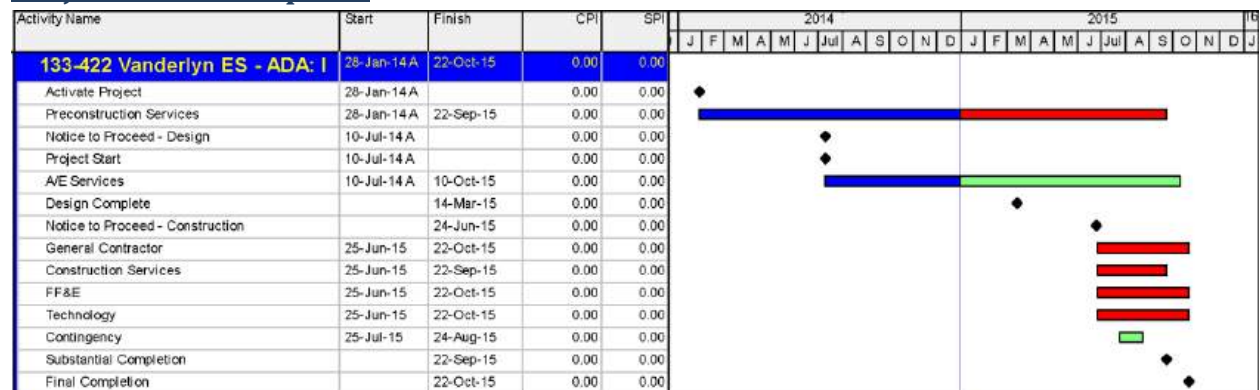 Activity Name Start Finish CPI SPI 2014 2015 16
J F M A M J Jul A S O N D J F M A M J Jul A S O N D J
133-422 Vanderlyn ES - ADA: I 28-Jan-14 A 22-Oct-15 0.00 0.00
Activate Project 28-Jan-14 A 0.00 0.00
Preconstruction Services 28-Jan-14 A 22-Sep-15 0.00 0.00
Notice to Proceed - Design 10-Jul-14 A 0.00 0.00
Project Start 10-Jul-14 A 0.00 0.00
A/E Services 10-Jul-14 A 10-Oct-15 0.00 0.00
Design Complete 14-Mar-15 0.00 0.00
Notice to Proceed - Construction 24-Jun-15 0.00 0.00
General Contractor 25-Jun-15 22-Oct-15 0.00 0.00
Construction Services 25-Jun-15 22-Sep-15 0.00 0.00
FF&E 25-Jun-15 22-Oct-15 0.00 0.00
Technology 25-Jun-15 22-Oct-15 0.00 0.00
Contingency 25-Jul-15 24-Aug-15 0.00 0.00
Substantial Completion 22-Sep-15 0.00 0.00
Final Completion 22-Oct-15 0.00 0.00